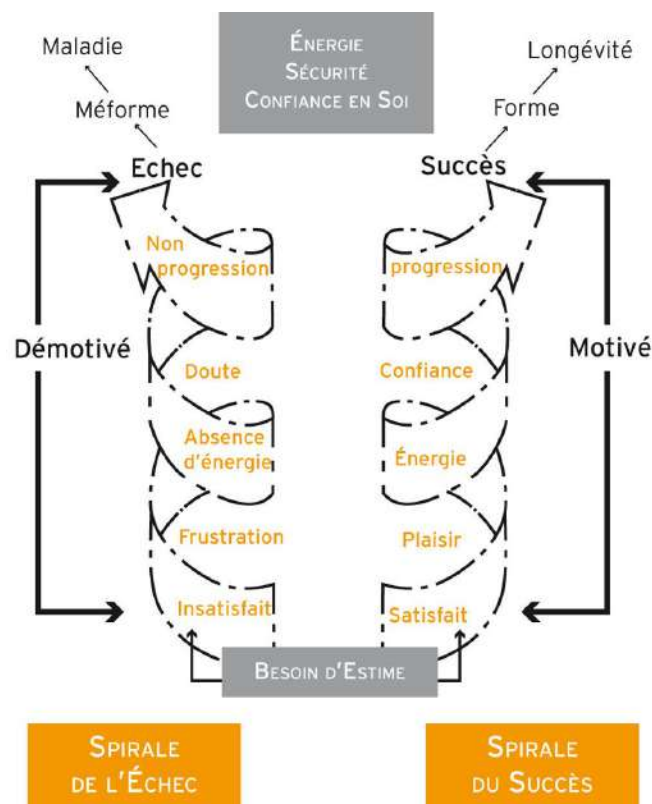 Maladie
ÉNERGIE
SÉCURITÉ
CONFIANCE EN SOI
Longévité
Méforme
Forme
Echec
Succès
Non
progression
progression
Démotivé
Motivé
Doute
Confiance
Absence
d'énergie
Énergie
Frustration
Plaisir
Insatisfait
Satisfait
BESOIN D'ESTIME
SPIRALE
DE L'ÉCHEC
SPIRALE
DU SUCCÈS